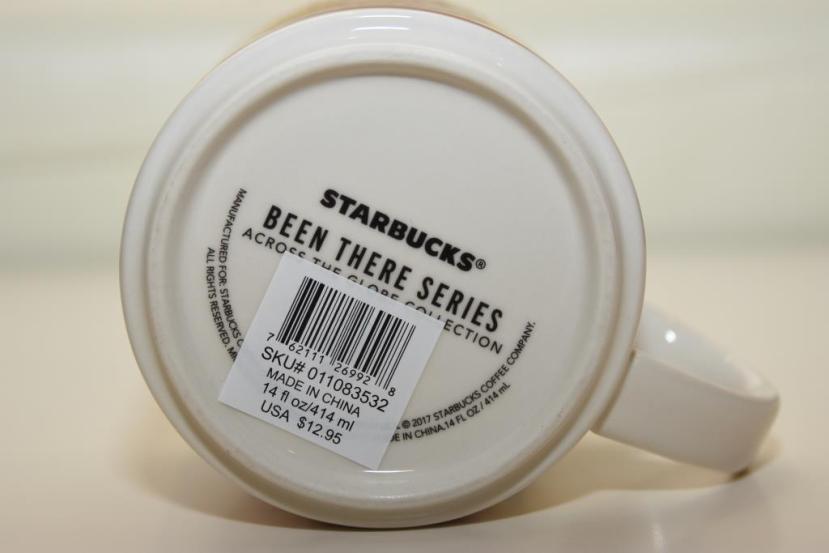 STARBUCKS®
BEEN THERE SERIES
ACROSS THE GLOBE COLLECTION
MANUFACTURED FOR: STARBUCKS
ALL RIGHTS RESERVED.
© 2017 STARBUCKS COFFEE COMPANY.
IN CHINA. 14 FL OZ / 414 mL
7 62111 26992 8
SKU# 011083532
MADE IN CHINA
14 fl oz/414 ml
USA $12.95